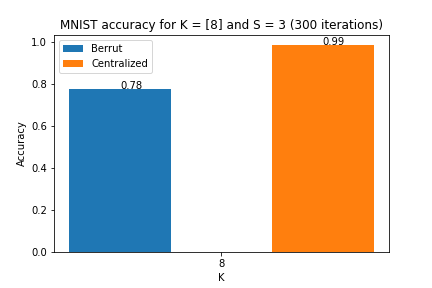 MNIST accuracy for K = [8] and S = 3 (300 iterations)
Berrut
Centralized
0.78
0.99
1.0
0.8
0.6
0.4
0.2
0.0
Accuracy
8
K